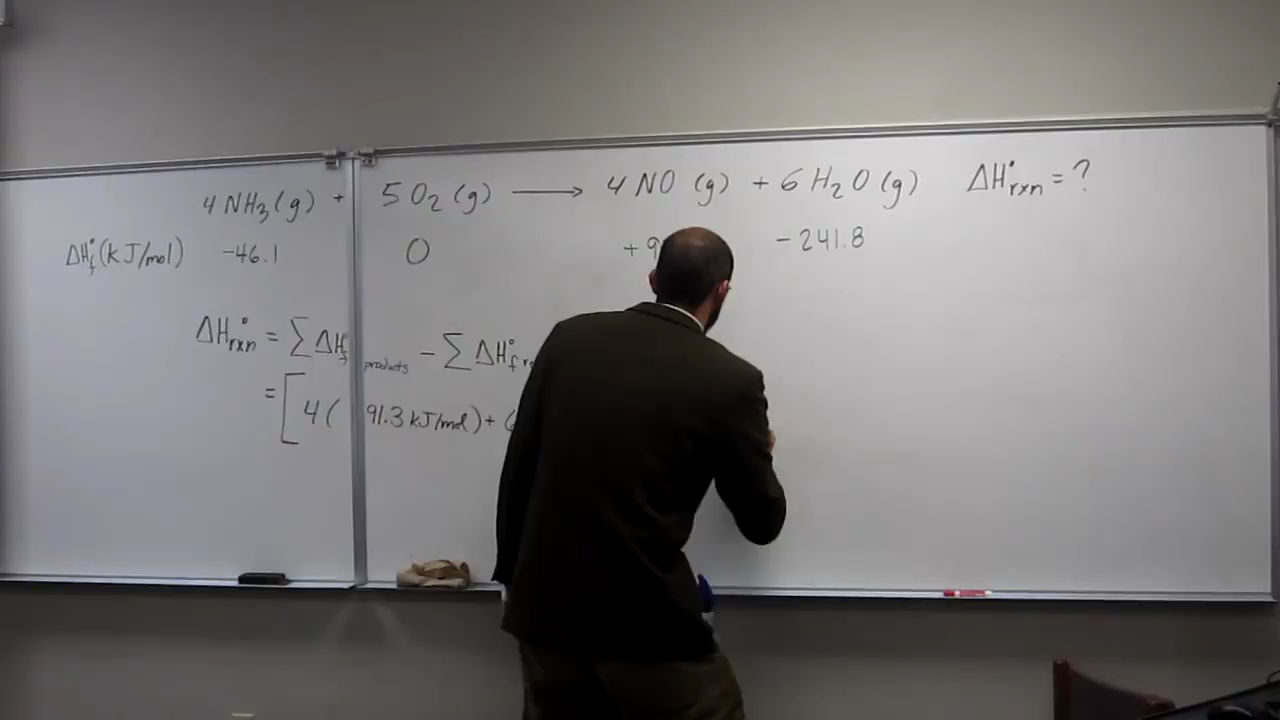 4 NH₃(g) + 5 O₂ (g) ⟶ 4 NO (g) + 6 H₂O (g) ΔH°rxn = ?
ΔH°f (kJ/mol) -46.1 0 +9 -241.8
ΔH°rxn = ∑ ΔH°f products - ∑ ΔH°f r
= [ 4( 91.3 kJ/mol) +